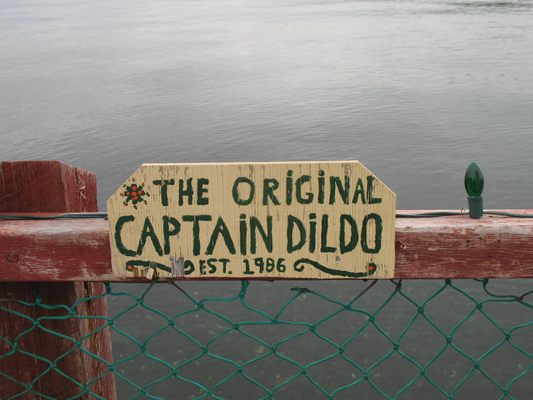 THE ORiGiNAL
CAPTAiN DiLDO
EST. 1986